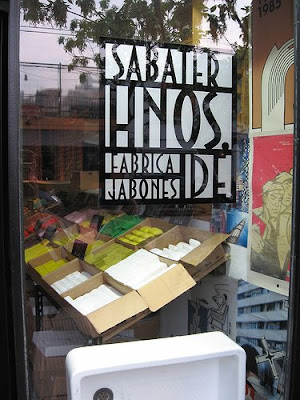 1985
SABATER
HNOS.
FABRICA DE
JABONES